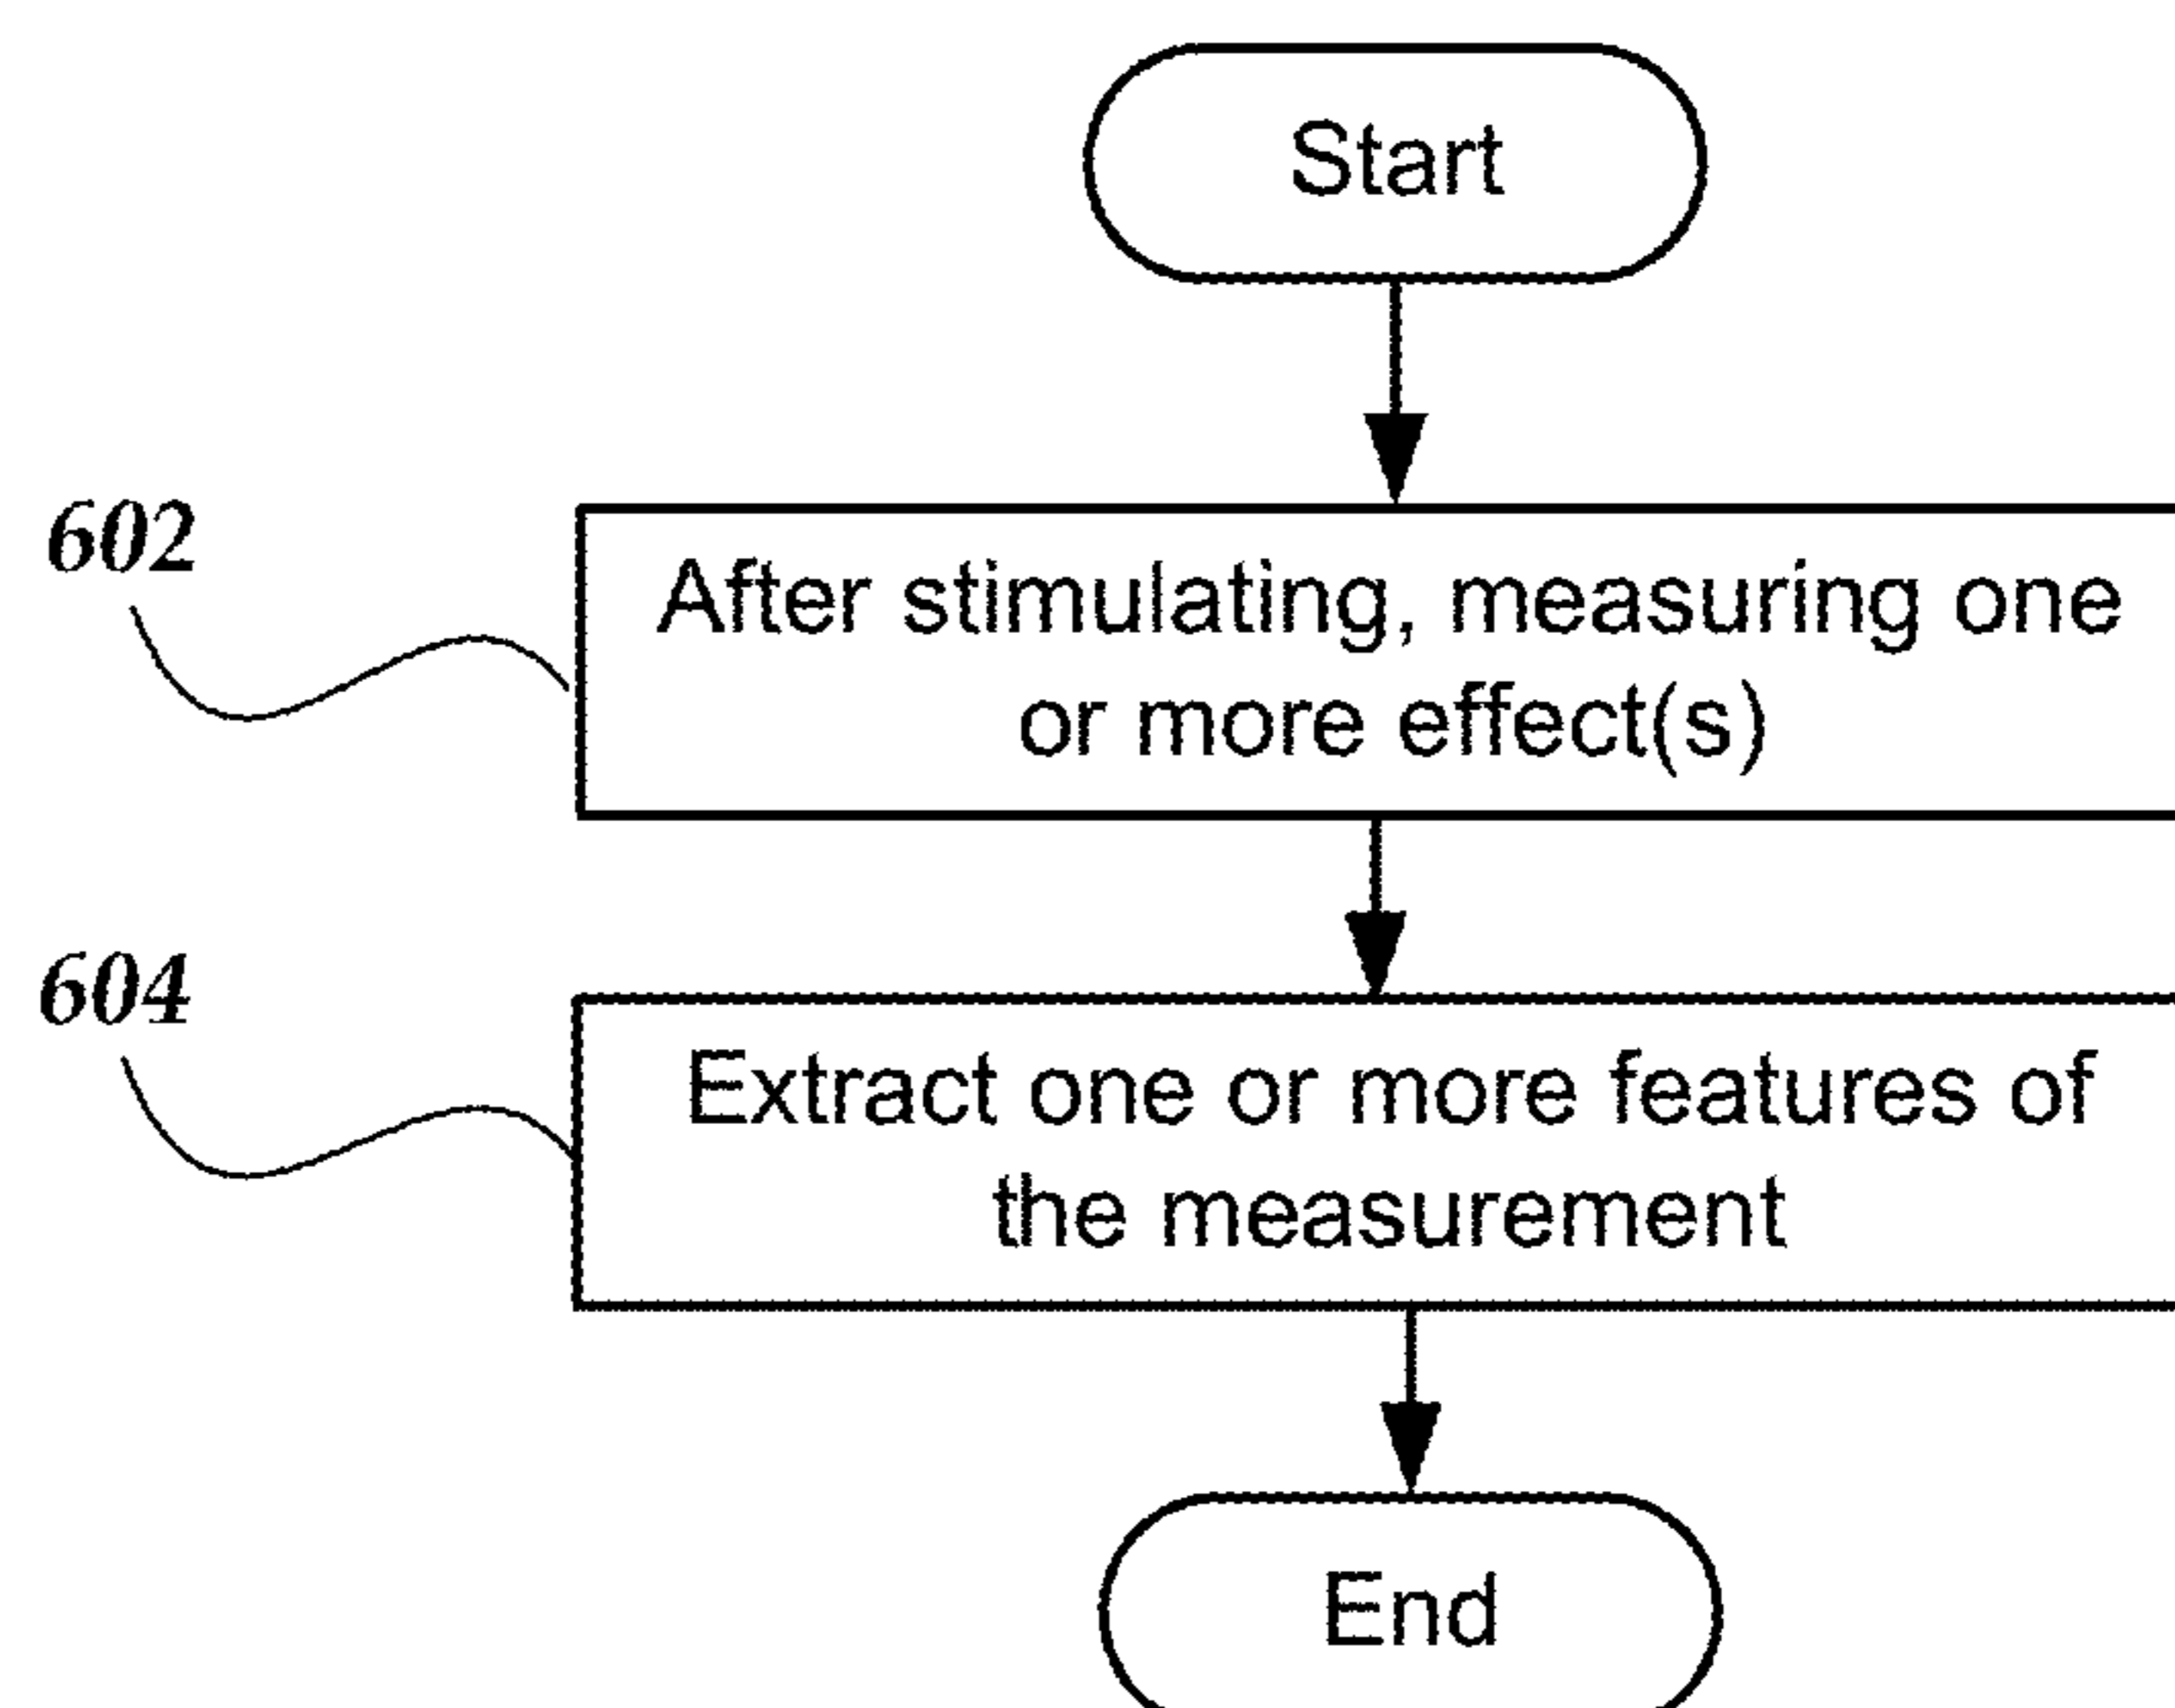 Start
602
After stimulating, measuring one
or more effect(s)
604
Extract one or more features of
the measurement
End